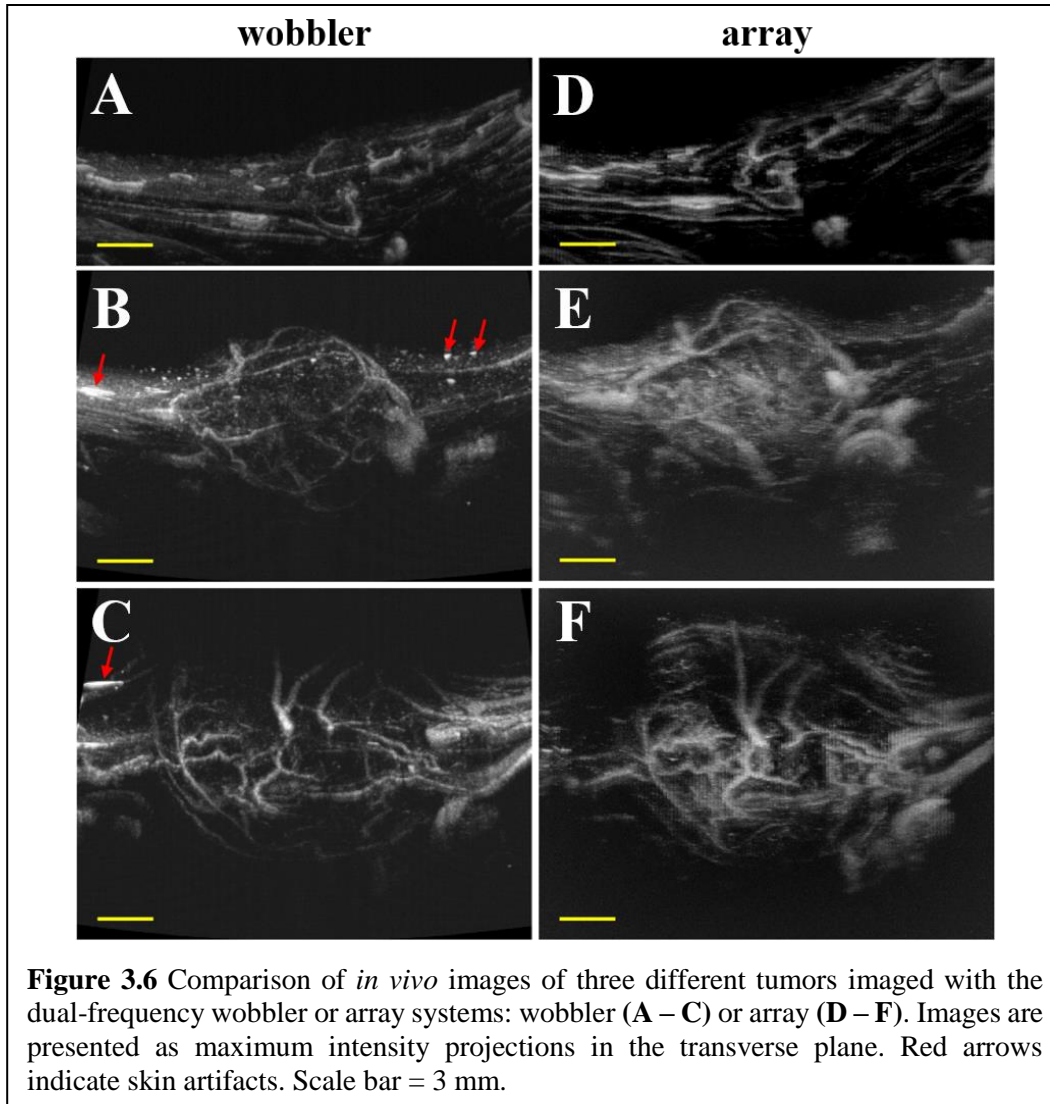 wobbler
array
A
D
B
E
C
F
Figure 3.6 Comparison of in vivo images of three different tumors imaged with the
dual-frequency wobbler or array systems: wobbler (A – C) or array (D – F). Images are
presented as maximum intensity projections in the transverse plane. Red arrows
indicate skin artifacts. Scale bar = 3 mm.